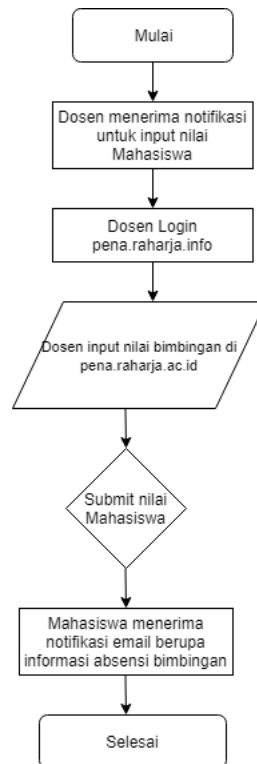 Mulai
Dosen menerima notifikasi
untuk input nilai
Mahasiswa
Dosen Login
pena.raharja.info
Dosen input nilai bimbingan di
pena.raharja.ac.id
Submit nilai
Mahasiswa
Mahasiswa menerima
notifikasi email berupa
informasi absensi bimbingan
Selesai